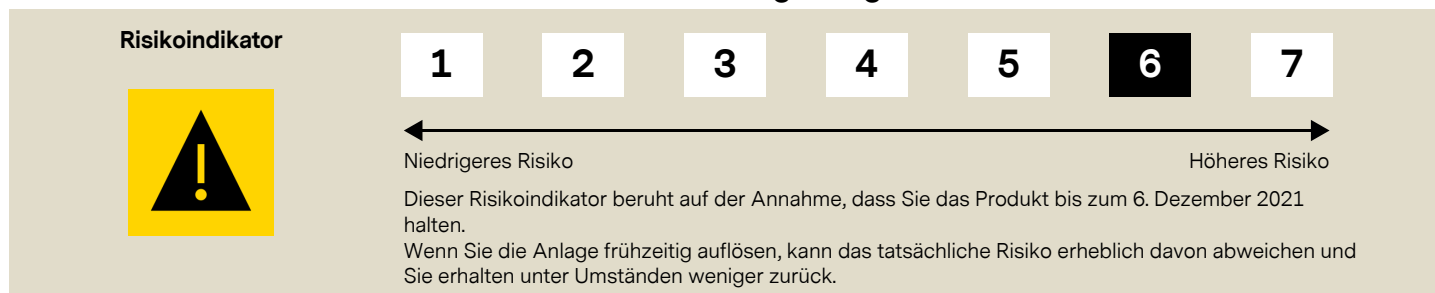 Risikoindikator
1 2 3 4 5 6 7
Niedrigeres Risiko Höheres Risiko
Dieser Risikoindikator beruht auf der Annahme, dass Sie das Produkt bis zum 6. Dezember 2021
halten.
Wenn Sie die Anlage frühzeitig auflösen, kann das tatsächliche Risiko erheblich davon abweichen und
Sie erhalten unter Umständen weniger zurück.